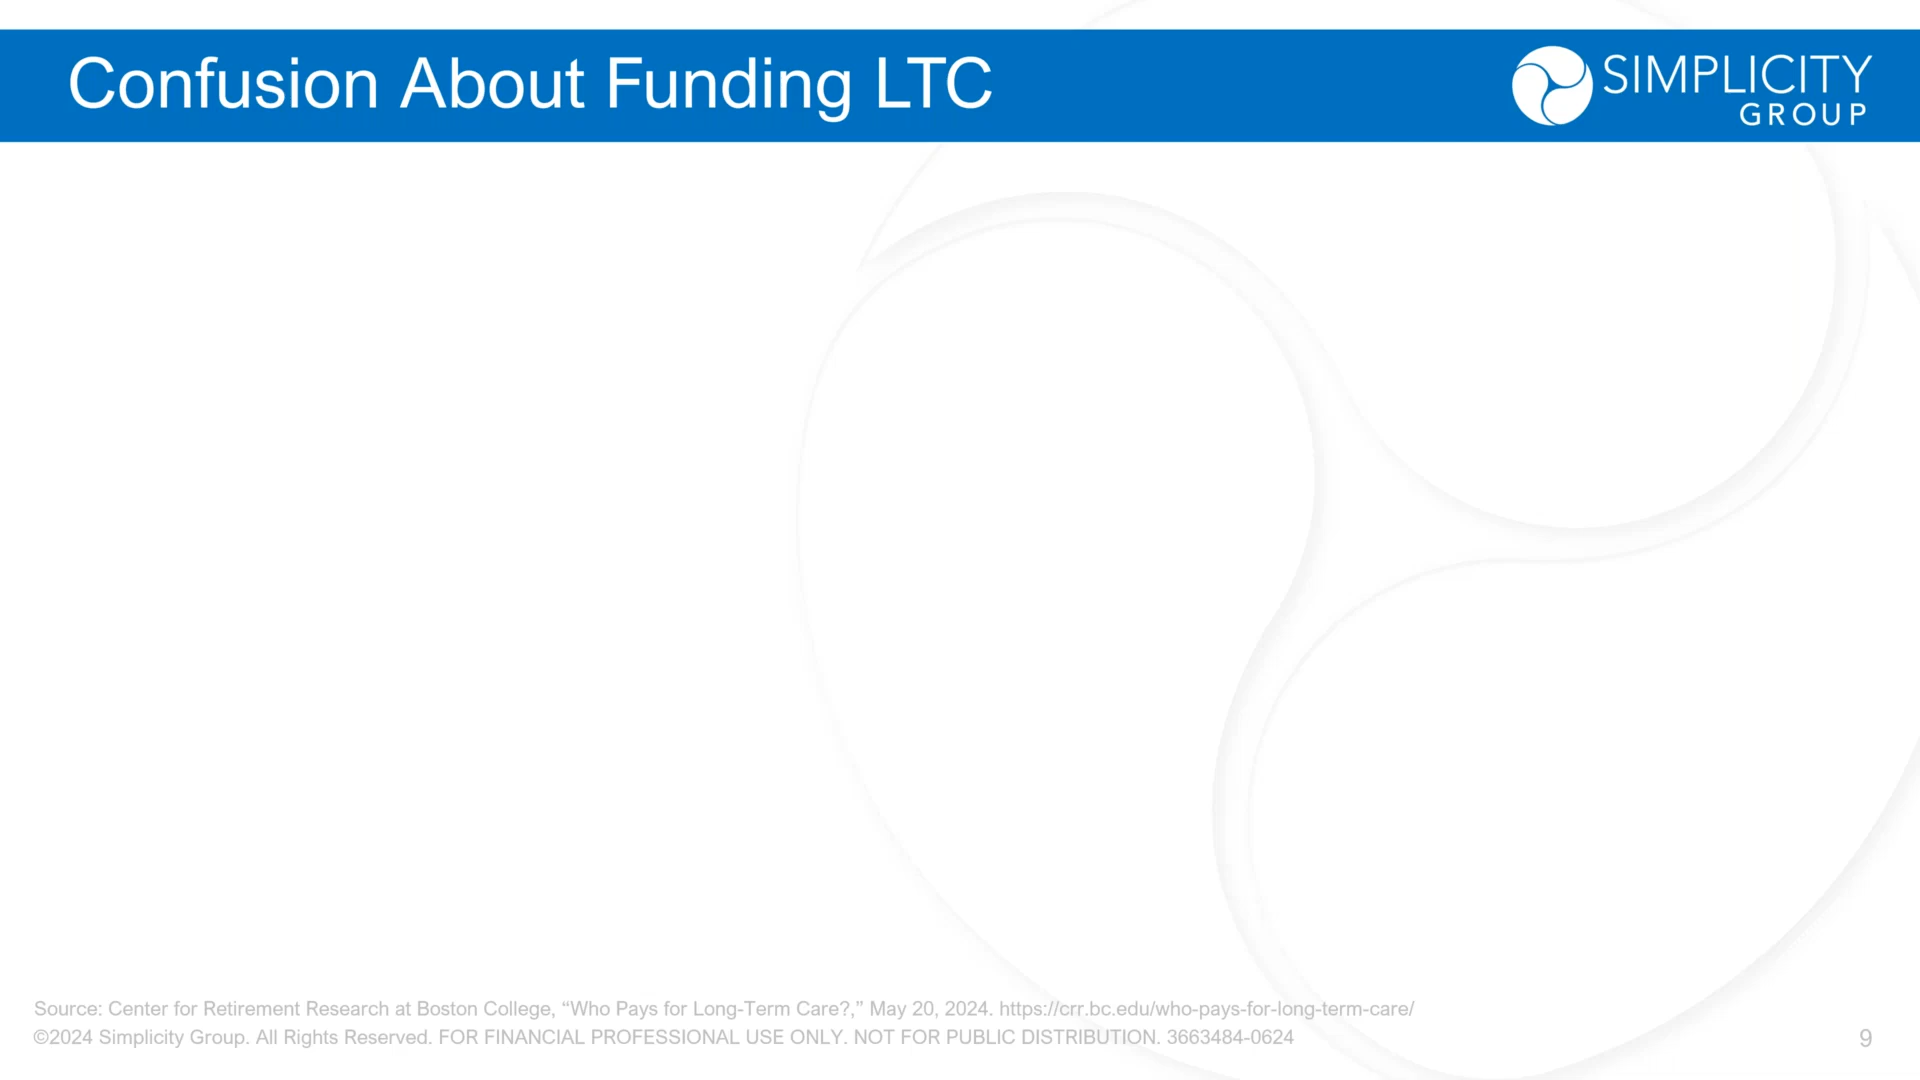 Confusion About Funding LTC
SIMPLICITY
GROUP
Source: Center for Retirement Research at Boston College, “Who Pays for Long-Term Care?,” May 20, 2024. https://crr.bc.edu/who-pays-for-long-term-care/
©2024 Simplicity Group. All Rights Reserved. FOR FINANCIAL PROFESSIONAL USE ONLY. NOT FOR PUBLIC DISTRIBUTION. 3663484-0624
9